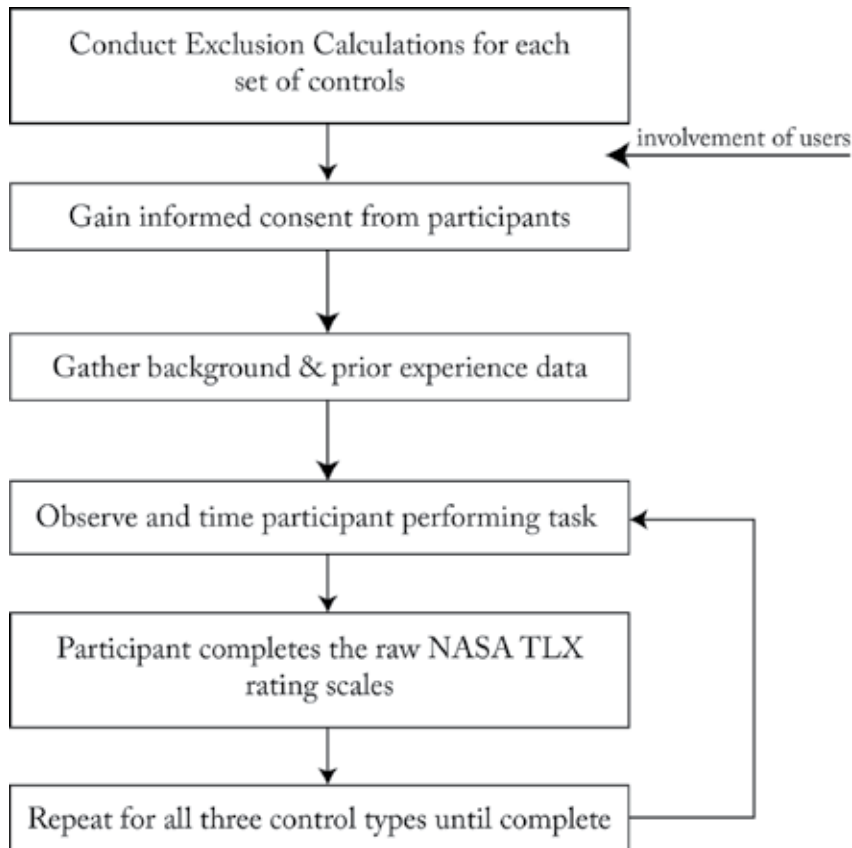 Conduct Exclusion Calculations for each
set of controls
involvement of users
Gain informed consent from participants
Gather background & prior experience data
Observe and time participant performing task
Participant completes the raw NASA TLX
rating scales
Repeat for all three control types until complete